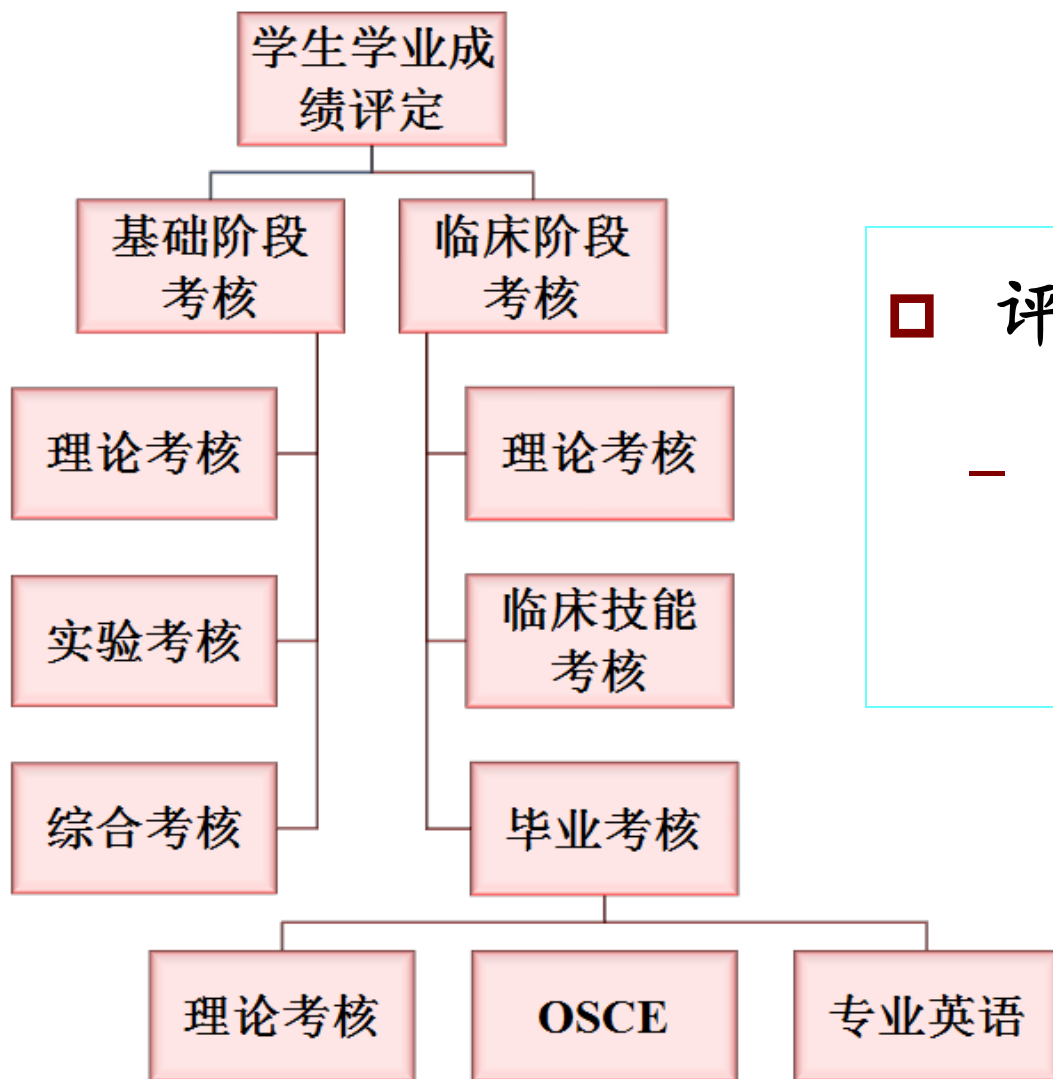 学生学业成
绩评定
基础阶段
考核
临床阶段
考核
评
理论考核
理论考核
实验考核
临床技能
考核
综合考核
毕业考核
理论考核
OSCE
专业英语